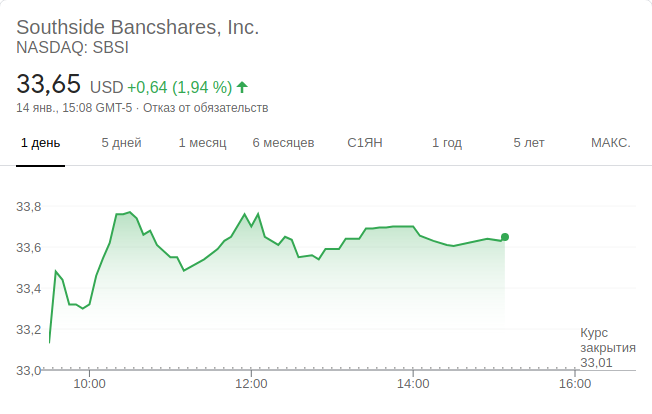 Southside Bancshares, Inc.
NASDAQ: SBSI
33,65 USD +0,64 (1,94 %)
14 янв., 15:08 GMT-5 · Отказ от обязательств
1 день 5 дней 1 месяц 6 месяцев С1ЯН 1 год 5 лет МАКС.
33,8
33,6
33,4
33,2
33,0
Курс
закрытия
33,01
10:00 12:00 14:00 16:00